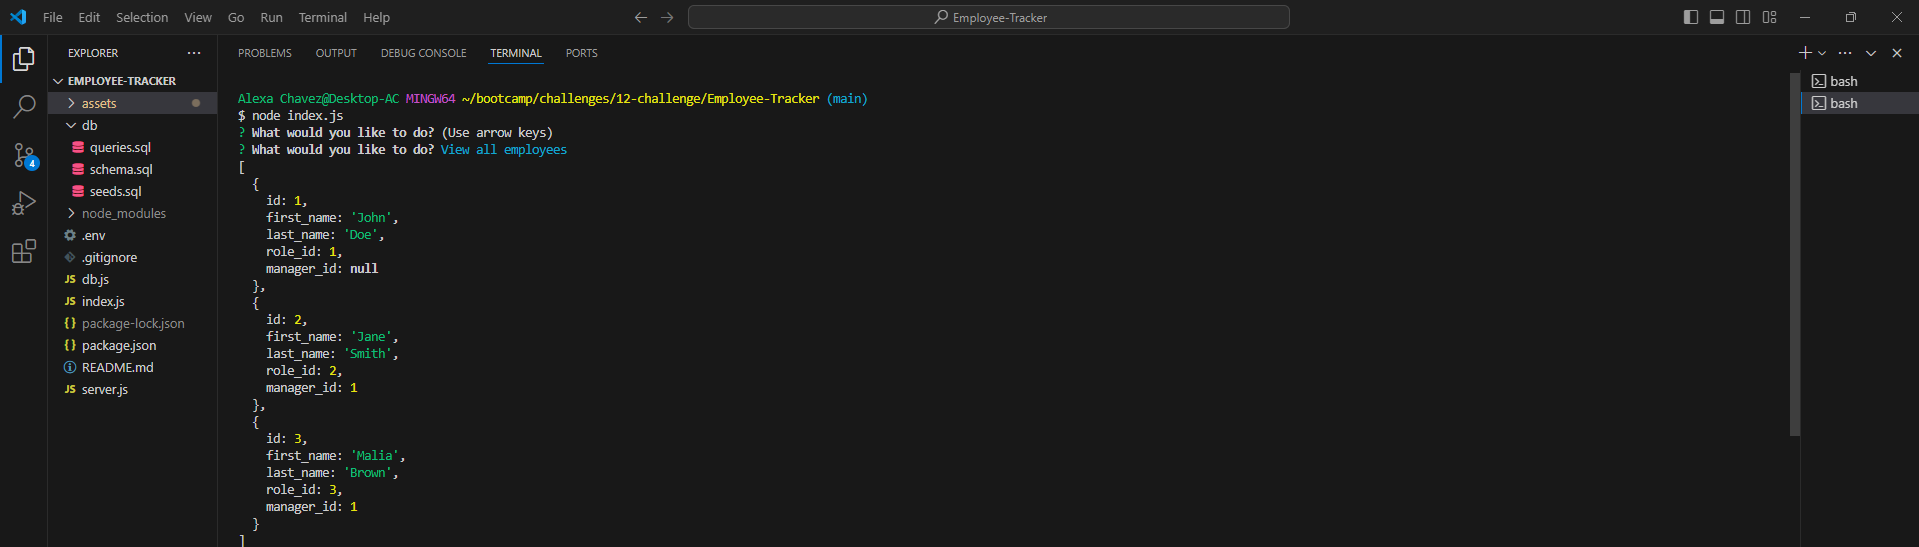 File Edit Selection View Go Run Terminal Help
Employee-Tracker
EXPLORER
EMPLOYEE-TRACKER
assets
db
queries.sql
schema.sql
seeds.sql
node_modules
.env
.gitignore
JS db.js
JS index.js
{} package-lock.json
{} package.json
README.md
JS server.js
4
PROBLEMS OUTPUT DEBUG CONSOLE TERMINAL PORTS
Alexa Chavez@Desktop-AC MINGW64 ~/bootcamp/challenges/12-challenge/Employee-Tracker (main)
$ node index.js
? What would you like to do? (Use arrow keys)
? What would you like to do? View all employees
[
{
id: 1,
first_name: 'John',
last_name: 'Doe',
role_id: 1,
manager_id: null
},
{
id: 2,
first_name: 'Jane',
last_name: 'Smith',
role_id: 2,
manager_id: 1
},
{
id: 3,
first_name: 'Malia',
last_name: 'Brown',
role_id: 3,
manager_id: 1
}
]
bash
bash